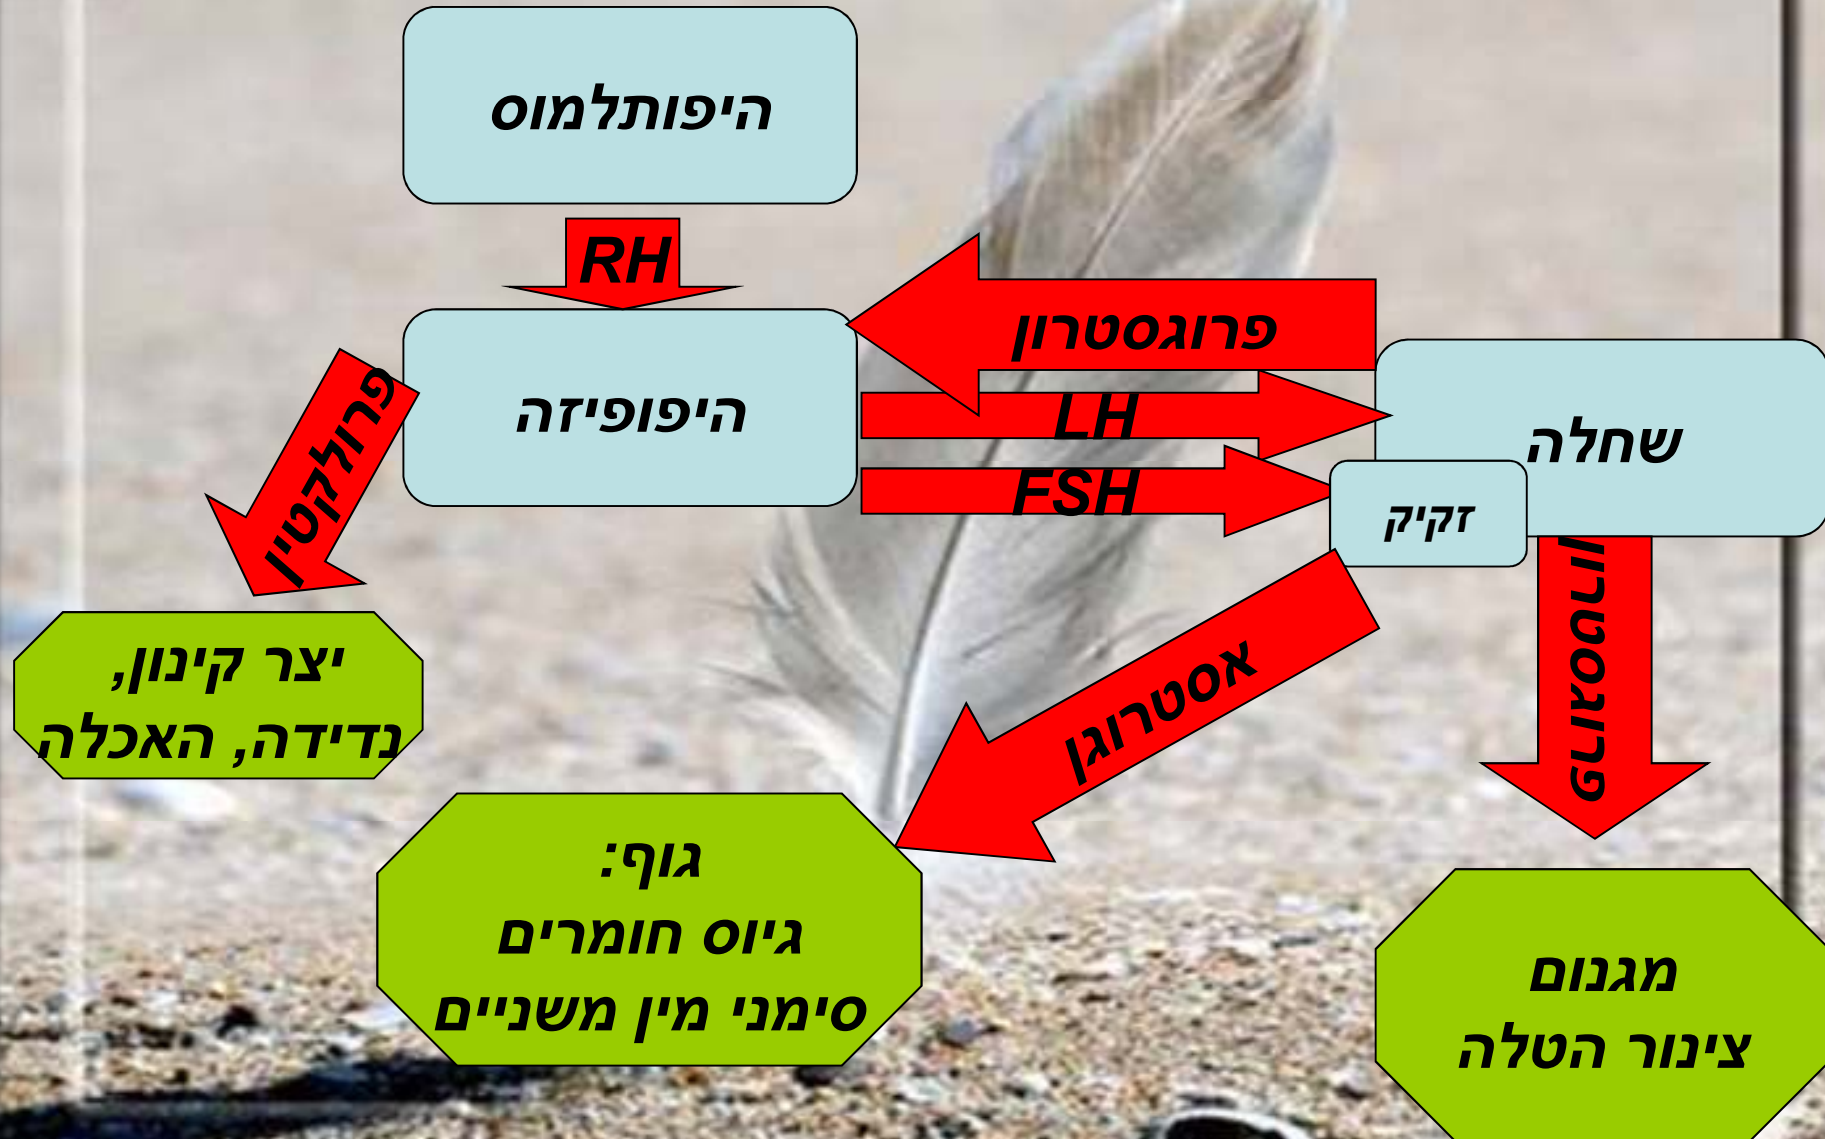 היפותלמוס
RH
פרוגסטרון
היפופיזה
LH
שחלה
FSH
זקיק
פרולקטין
פרוגסטרון
אסטרוגן
יצר קינון,
נדידה, האכלה
גוף:
גיוס חומרים
סימני מין משניים
מגנום
צינור הטלה